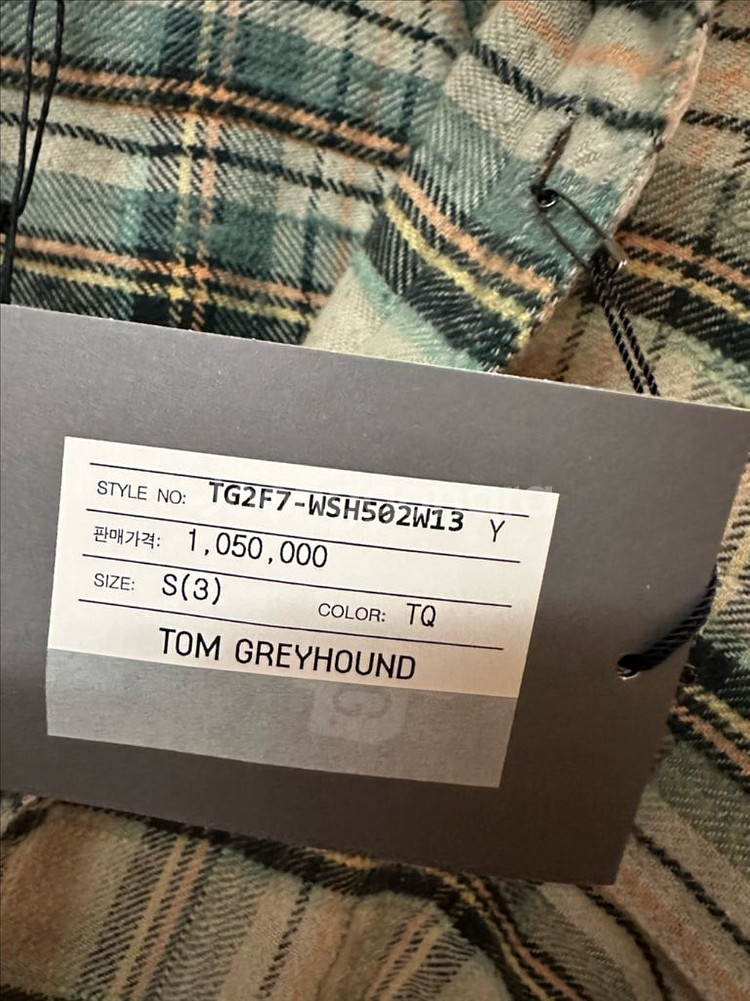 STYLE NO: TG2F7-WSH502W13 Y
판매가격: 1,050,000
SIZE: S(3) COLOR: TQ
TOM GREYHOUND
G